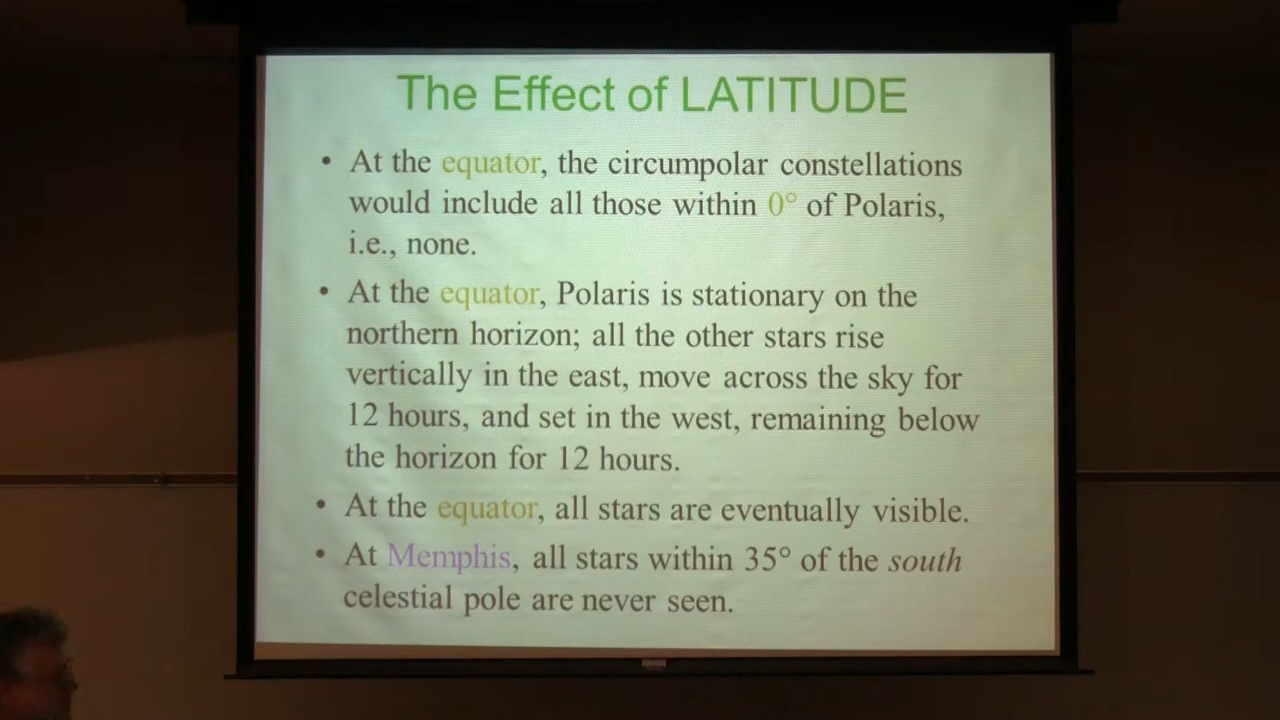 The Effect of LATITUDE
• At the equator, the circumpolar constellations
would include all those within 0° of Polaris,
i.e., none.
• At the equator, Polaris is stationary on the
northern horizon; all the other stars rise
vertically in the east, move across the sky for
12 hours, and set in the west, remaining below
the horizon for 12 hours.
• At the equator, all stars are eventually visible.
• At Memphis, all stars within 35° of the south
celestial pole are never seen.